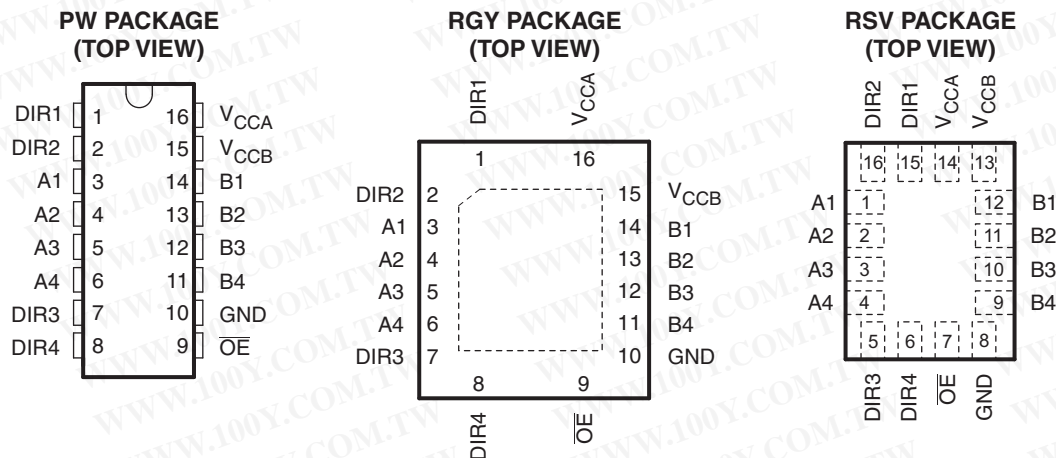 PW PACKAGE
(TOP VIEW)
DIR1 1 16 VCCA
DIR2 2 15 VCCB
A1 3 14 B1
A2 4 13 B2
A3 5 12 B3
A4 6 11 B4
DIR3 7 10 GND
DIR4 8 9 O̅E̅
RGY PACKAGE
(TOP VIEW)
DIR1 VCCA
1 16
DIR2 2 15 VCCB
A1 3 14 B1
A2 4 13 B2
A3 5 12 B3
A4 6 11 B4
DIR3 7 10 GND
8 9
DIR4 O̅E̅
RSV PACKAGE
(TOP VIEW)
DIR2 DIR1 VCCA VCCB
16 15 14 13
A1 1 12 B1
A2 2 11 B2
A3 3 10 B3
A4 4 9 B4
5 6 7 8
DIR3 DIR4 O̅E̅ GND
WWW.100Y.COM.TW